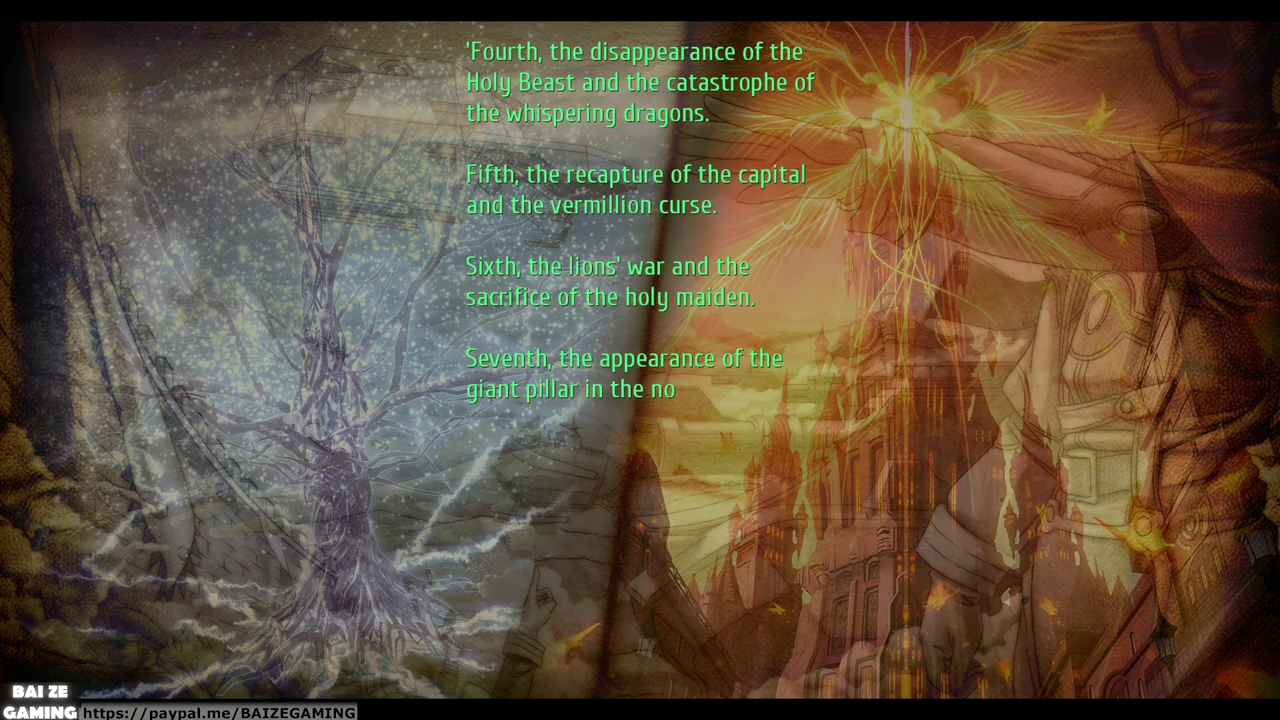 'Fourth, the disappearance of the
Holy Beast and the catastrophe of
the whispering dragons.
Fifth, the recapture of the capital
and the vermillion curse.
Sixth, the lions' war and the
sacrifice of the holy maiden.
Seventh, the appearance of the
giant pillar in the no
BAI ZE
GAMING https://paypal.me/BAIZEGAMING